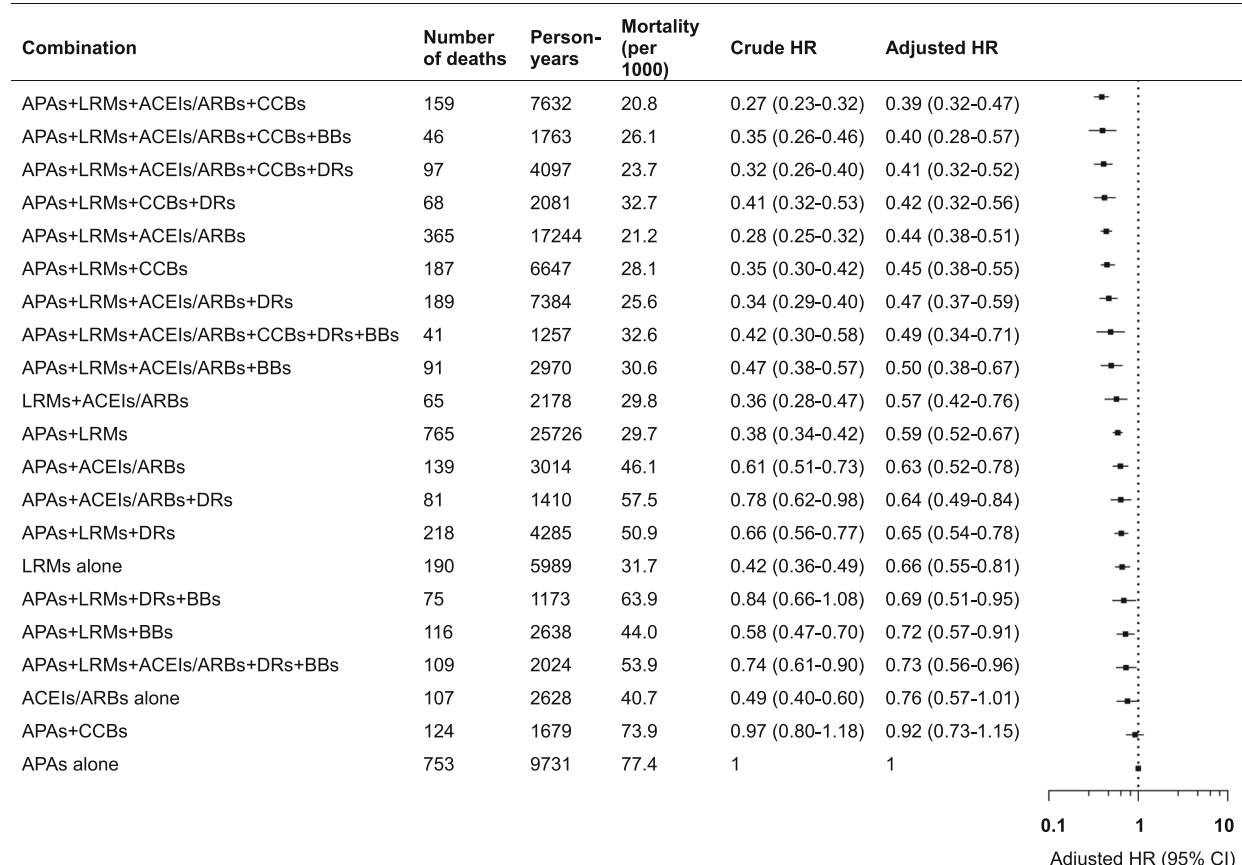 Combination Number of deaths Person-years Mortality (per 1000) Crude HR Adjusted HR
APAs+LRMs+ACEIs/ARBs+CCBs 159 7632 20.8 0.27 (0.23-0.32) 0.39 (0.32-0.47)
APAs+LRMs+ACEIs/ARBs+CCBs+BBs 46 1763 26.1 0.35 (0.26-0.46) 0.40 (0.28-0.57)
APAs+LRMs+ACEIs/ARBs+CCBs+DRs 97 4097 23.7 0.32 (0.26-0.40) 0.41 (0.32-0.52)
APAs+LRMs+CCBs+DRs 68 2081 32.7 0.41 (0.32-0.53) 0.42 (0.32-0.56)
APAs+LRMs+ACEIs/ARBs 365 17244 21.2 0.28 (0.25-0.32) 0.44 (0.38-0.51)
APAs+LRMs+CCBs 187 6647 28.1 0.35 (0.30-0.42) 0.45 (0.38-0.55)
APAs+LRMs+ACEIs/ARBs+DRs 189 7384 25.6 0.34 (0.29-0.40) 0.47 (0.37-0.59)
APAs+LRMs+ACEIs/ARBs+CCBs+DRs+BBs 41 1257 32.6 0.42 (0.30-0.58) 0.49 (0.34-0.71)
APAs+LRMs+ACEIs/ARBs+BBs 91 2970 30.6 0.47 (0.38-0.57) 0.50 (0.38-0.67)
LRMs+ACEIs/ARBs 65 2178 29.8 0.36 (0.28-0.47) 0.57 (0.42-0.76)
APAs+LRMs 765 25726 29.7 0.38 (0.34-0.42) 0.59 (0.52-0.67)
APAs+ACEIs/ARBs 139 3014 46.1 0.61 (0.51-0.73) 0.63 (0.52-0.78)
APAs+ACEIs/ARBs+DRs 81 1410 57.5 0.78 (0.62-0.98) 0.64 (0.49-0.84)
APAs+LRMs+DRs 218 4285 50.9 0.66 (0.56-0.77) 0.65 (0.54-0.78)
LRMs alone 190 5989 31.7 0.42 (0.36-0.49) 0.66 (0.55-0.81)
APAs+LRMs+DRs+BBs 75 1173 63.9 0.84 (0.66-1.08) 0.69 (0.51-0.95)
APAs+LRMs+BBs 116 2638 44.0 0.58 (0.47-0.70) 0.72 (0.57-0.91)
APAs+LRMs+ACEIs/ARBs+DRs+BBs 109 2024 53.9 0.74 (0.61-0.90) 0.73 (0.56-0.96)
ACEIs/ARBs alone 107 2628 40.7 0.49 (0.40-0.60) 0.76 (0.57-1.01)
APAs+CCBs 124 1679 73.9 0.97 (0.80-1.18) 0.92 (0.73-1.15)
APAs alone 753 9731 77.4 1 1
0.1 1 10
Adjusted HR (95% CI)